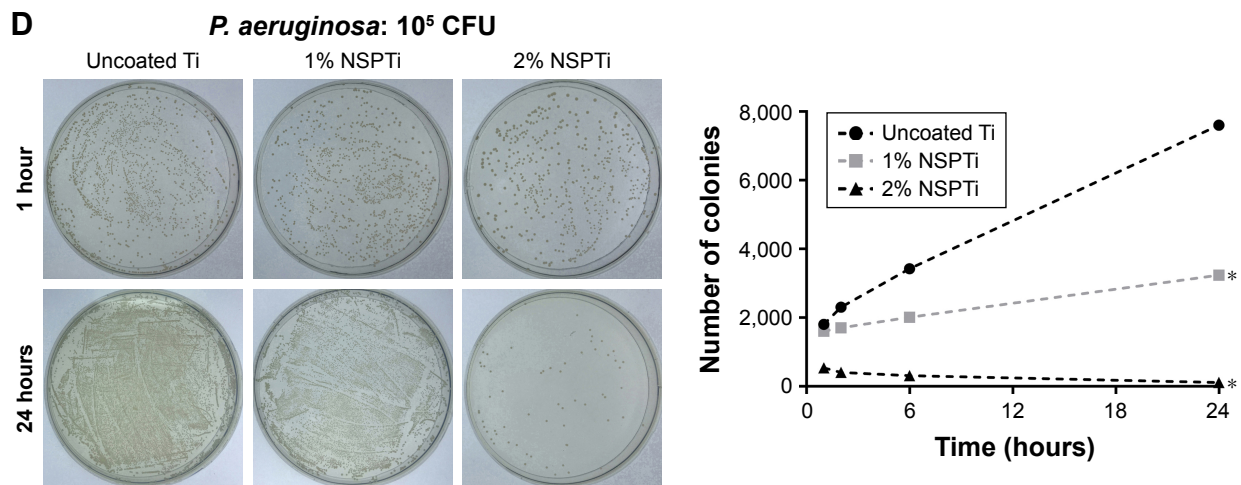 D
P. aeruginosa: 10⁵ CFU
Uncoated Ti
1% NSPTi
2% NSPTi
1 hour
24 hours
Number of colonies
8,000
6,000
4,000
2,000
0
Uncoated Ti
1% NSPTi
2% NSPTi
*
*
0
6
12
18
24
Time (hours)